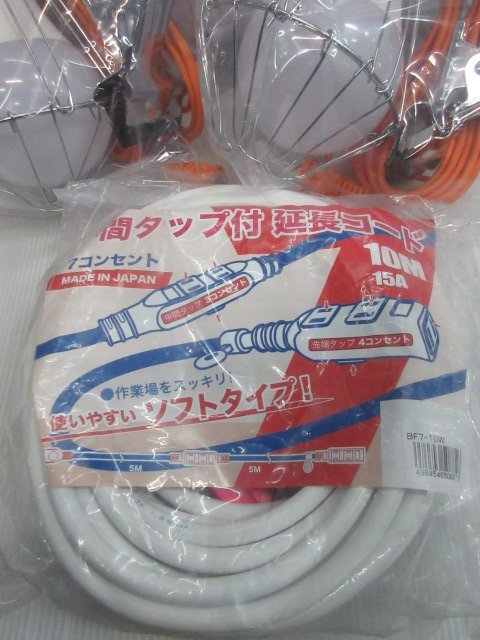 間タップ付 延長コード
7コンセント
MADE IN JAPAN
10M
15A
中間タップ 3コンセント
先端タップ 4コンセント
●作業場をスッキリ!
使いやすい ソフトタイプ!
5M
5M
BF7-10W